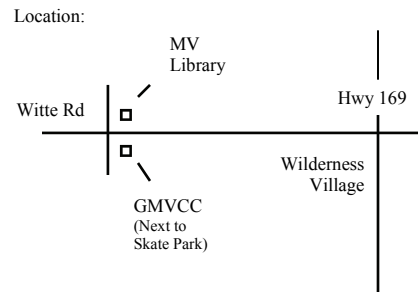 Location:
MV
Library
Witte Rd
Hwy 169
Wilderness
Village
GMVCC
(Next to
Skate Park)